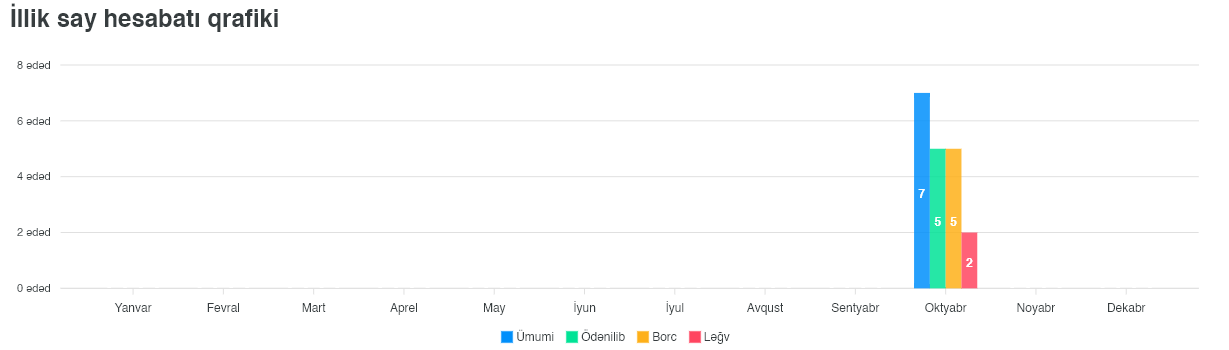 İllik say hesabatı qrafiki
8 ədəd
6 ədəd
4 ədəd
2 ədəd
0 ədəd
7
5
5
2
Yanvar Fevral Mart Aprel May İyun İyul Avqust Sentyabr Oktyabr Noyabr Dekabr
Ümumi Ödənilib Borc Ləğv